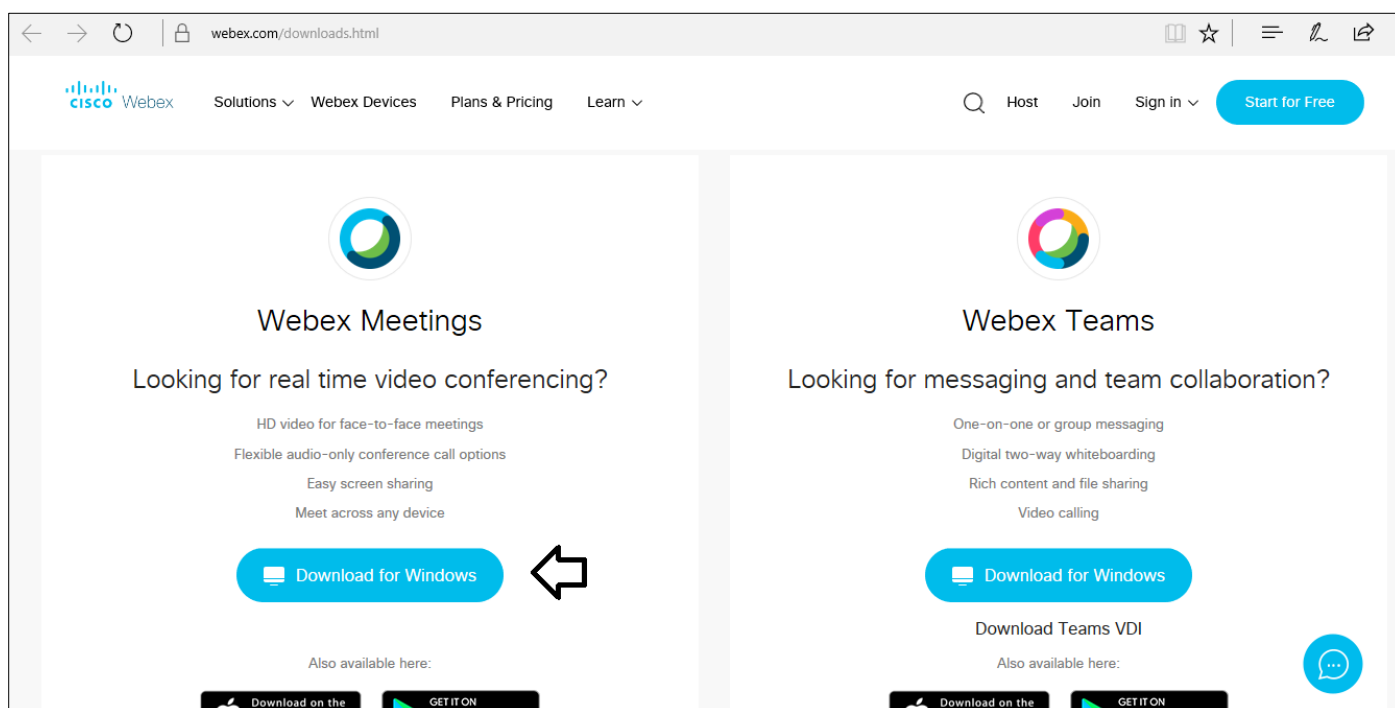 webex.com/downloads.html
cisco Webex Solutions Webex Devices Plans & Pricing Learn Host Join Sign in Start for Free
Webex Meetings
Looking for real time video conferencing?
HD video for face-to-face meetings
Flexible audio-only conference call options
Easy screen sharing
Meet across any device
Download for Windows
Also available here:
Download on the
GET IT ON
Webex Teams
Looking for messaging and team collaboration?
One-on-one or group messaging
Digital two-way whiteboarding
Rich content and file sharing
Video calling
Download for Windows
Download Teams VDI
Also available here:
Download on the
GET IT ON